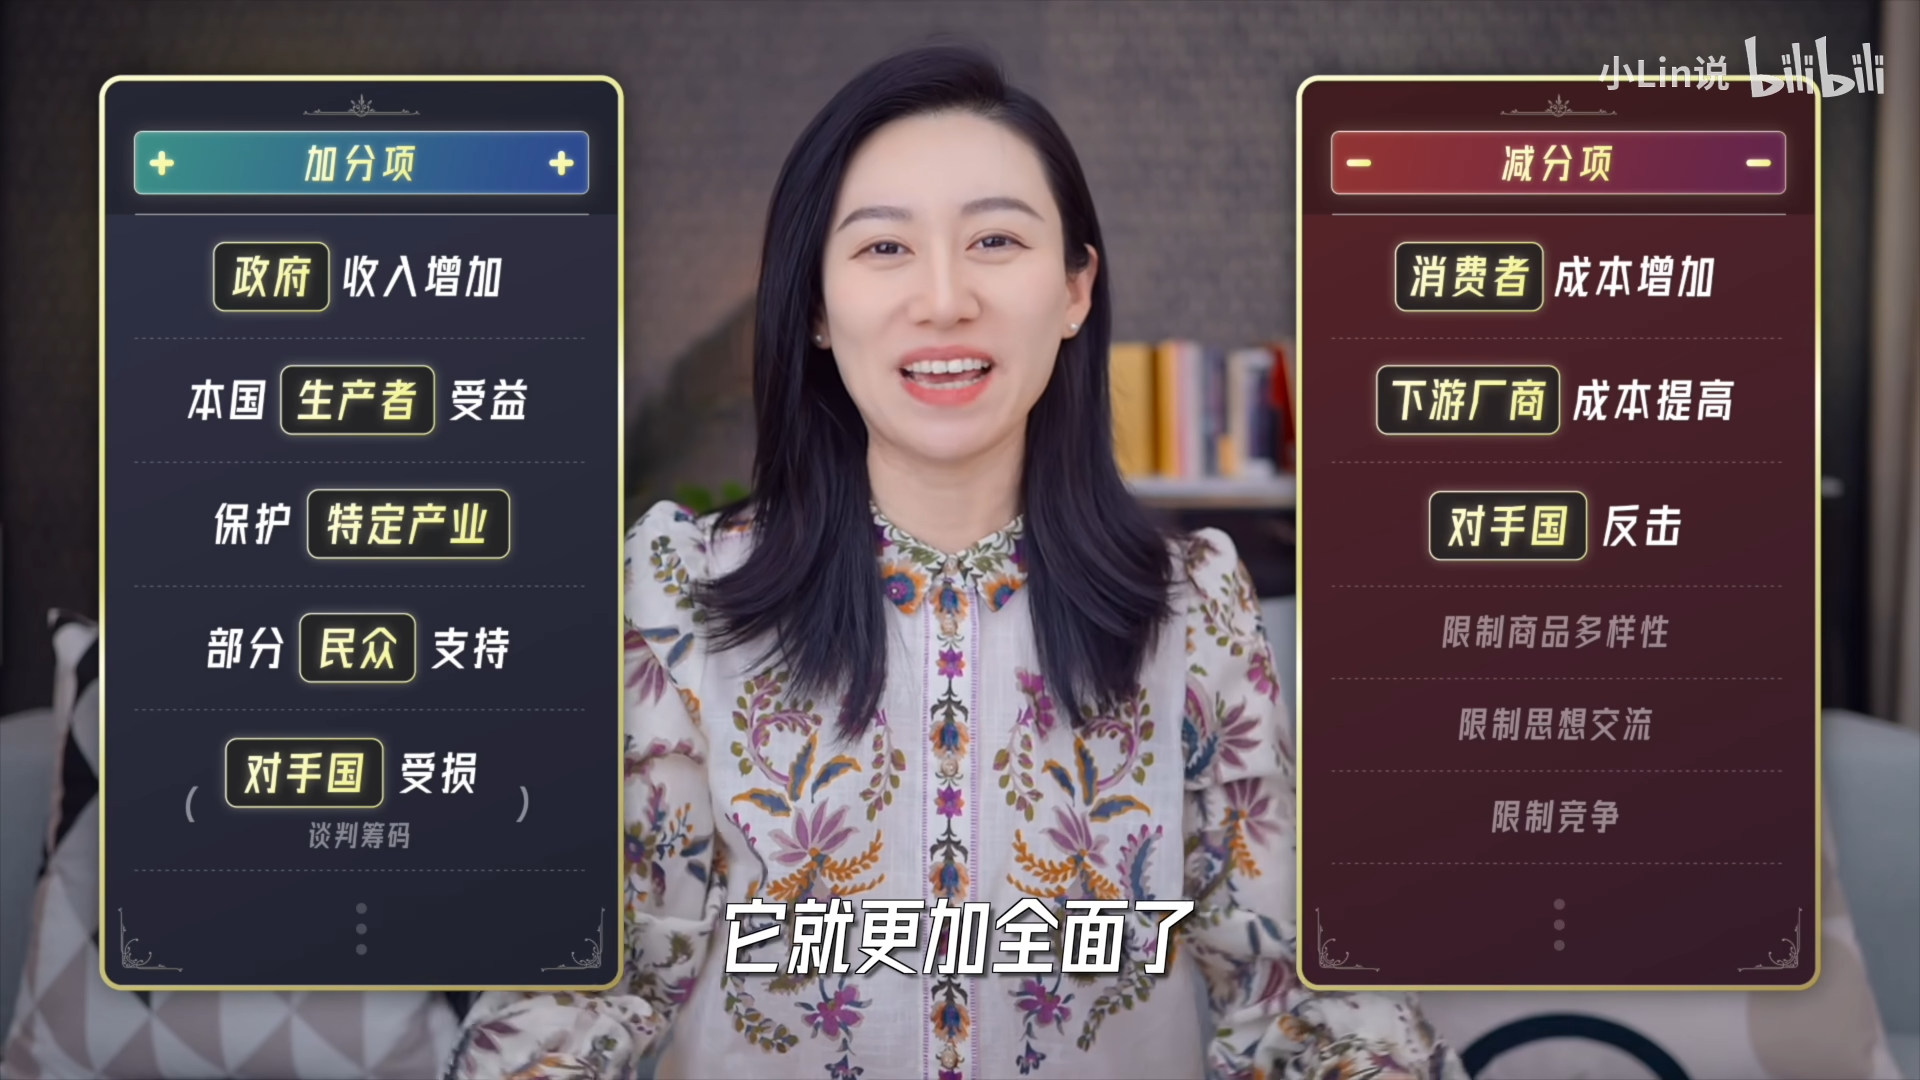 小Lin说 bilibili
+ 加分项 +
政府 收入增加
本国 生产者 受益
保护 特定产业
部分 民众 支持
( 对手国 受损 )
谈判筹码
- 减分项 -
消费者 成本增加
下游厂商 成本提高
对手国 反击
限制商品多样性
限制思想交流
限制竞争
它就更加全面了